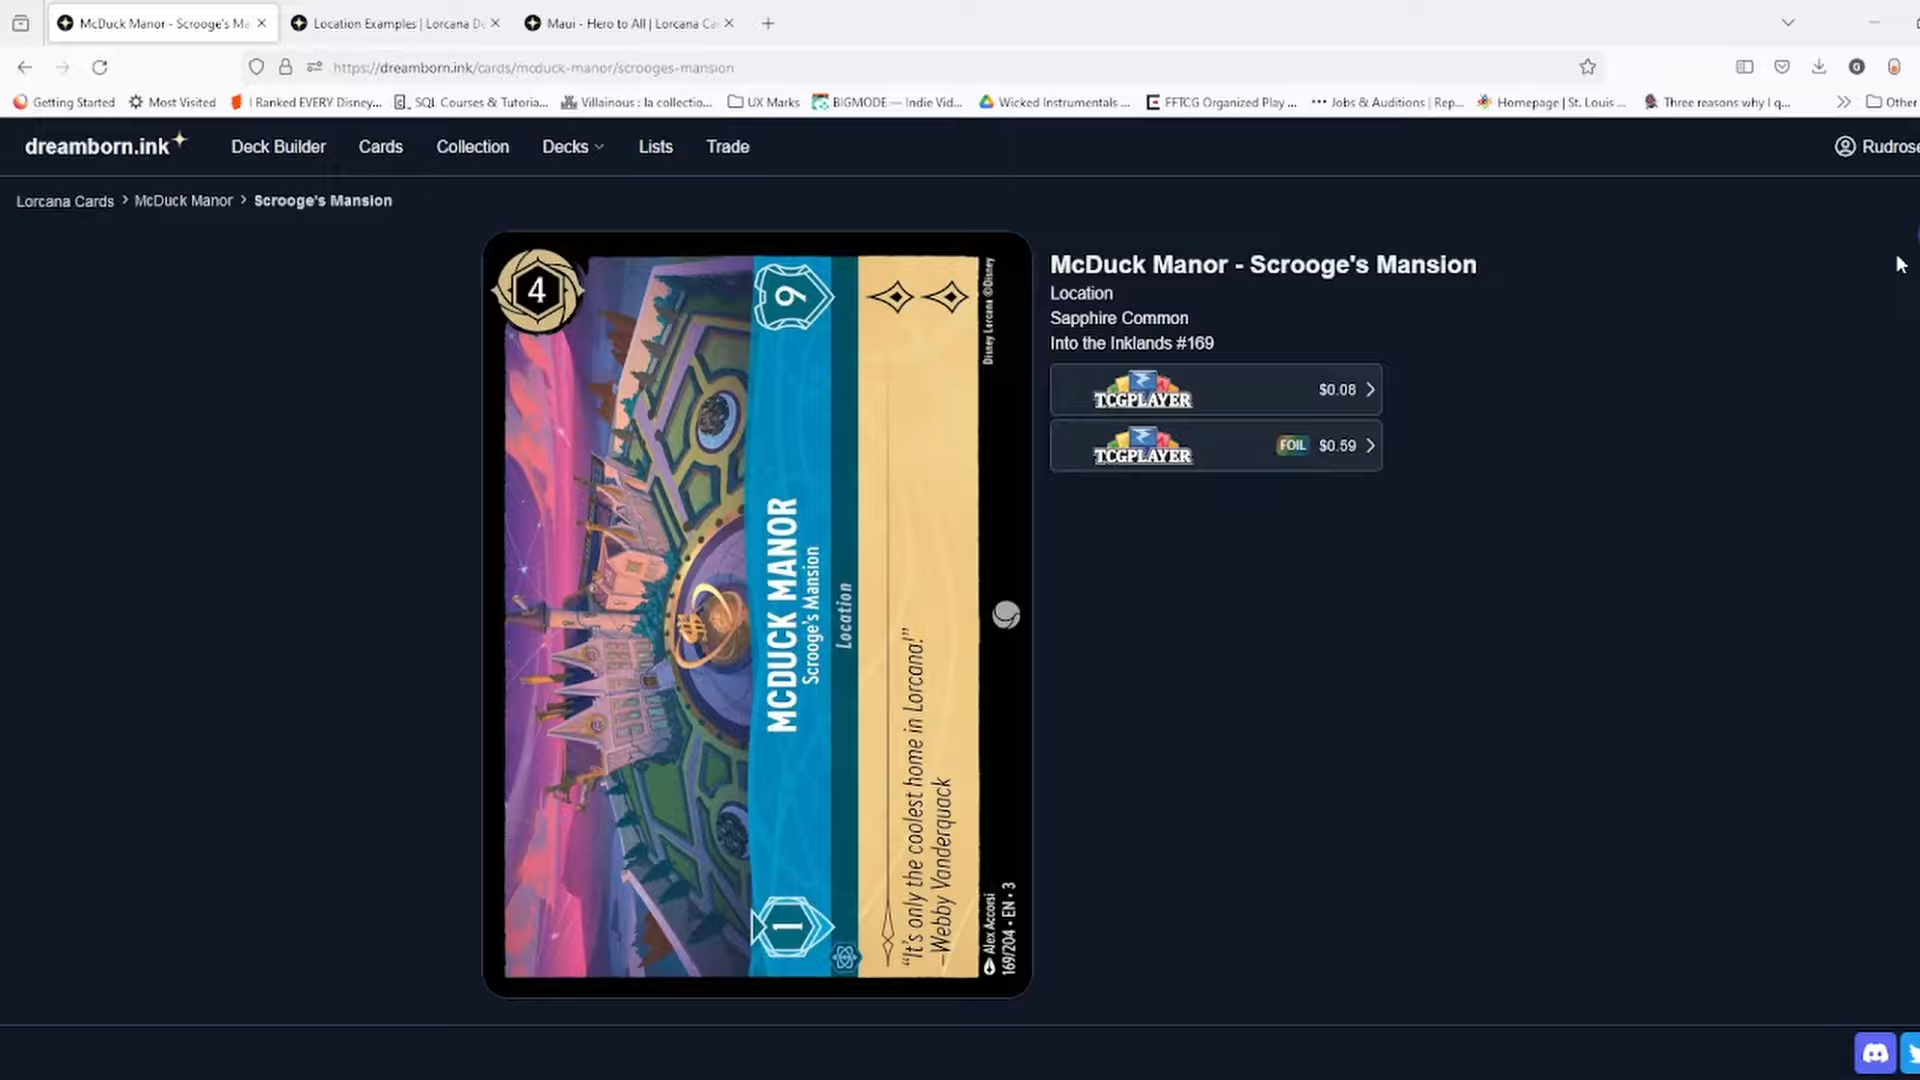 McDuck Manor - Scrooge's Ma
Location Examples | Lorcana De
Maui - Hero to All | Lorcana Ca
https://dreamborn.ink/cards/mcduck-manor/scrooges-mansion
Getting Started
Most Visited
I Ranked EVERY Disney...
SQL Courses & Tutoria...
Villainous : la collectio...
UX Marks
BIGMODE — Indie Vid...
Wicked Instrumentals ...
FFTCG Organized Play ...
Jobs & Auditions | Rep...
Homepage | St. Louis ...
Three reasons why I q...
Other
dreamborn.ink
Deck Builder
Cards
Collection
Decks
Lists
Trade
Rudrose
Lorcana Cards > McDuck Manor > Scrooge's Mansion
4
9
1
MCDUCK MANOR
Scrooge's Mansion
Location
"It's only the coolest home in Lorcana!"
–Webby Vanderquack
Alex Accorsi
169/204 • EN • 3
Disney Lorcana ©Disney
McDuck Manor - Scrooge's Mansion
Location
Sapphire Common
Into the Inklands #169
TCGPLAYER
$0.08
TCGPLAYER
FOIL
$0.59